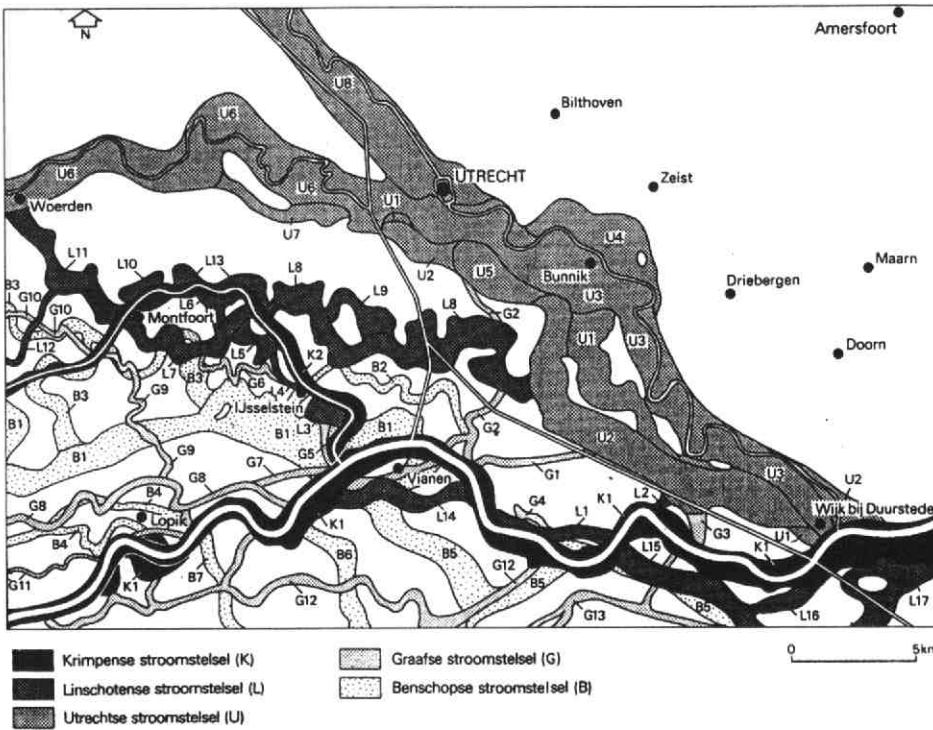 N
Amersfoort
Bilthoven
U8
U6
UTRECHT
Zeist
U6
U6
Woerden
U1
U7
U4
U2
U5
Bunnik
Maarn
L11
L10
L13
L8
Driebergen
U3
B3
G10
G10
L6
L9
L8
G2
Montfoort
U1
U3
Doorn
L12
L5
K2
L7
B3
G6
B2
B3
G9
L4
IJsselstein
B1
L3
B1
B1
G2
U2
B1
G5
G9
G7
G1
U3
G8
Vianen
U2
G8
B4
G4
K1
L2
Wijk bij Duurstede
Lopik
L14
L1
K1
G3
U1
B4
B6
B5
K1
G11
K1
B7
G12
L15
B5
G12
B5
L16
L17
G13
Krimpense stroomstelsel (K)
Graafse stroomstelsel (G)
0 5km
Linschotense stroomstelsel (L)
Benschopse stroomstelsel (B)
Utrechtse stroomstelsel (U)